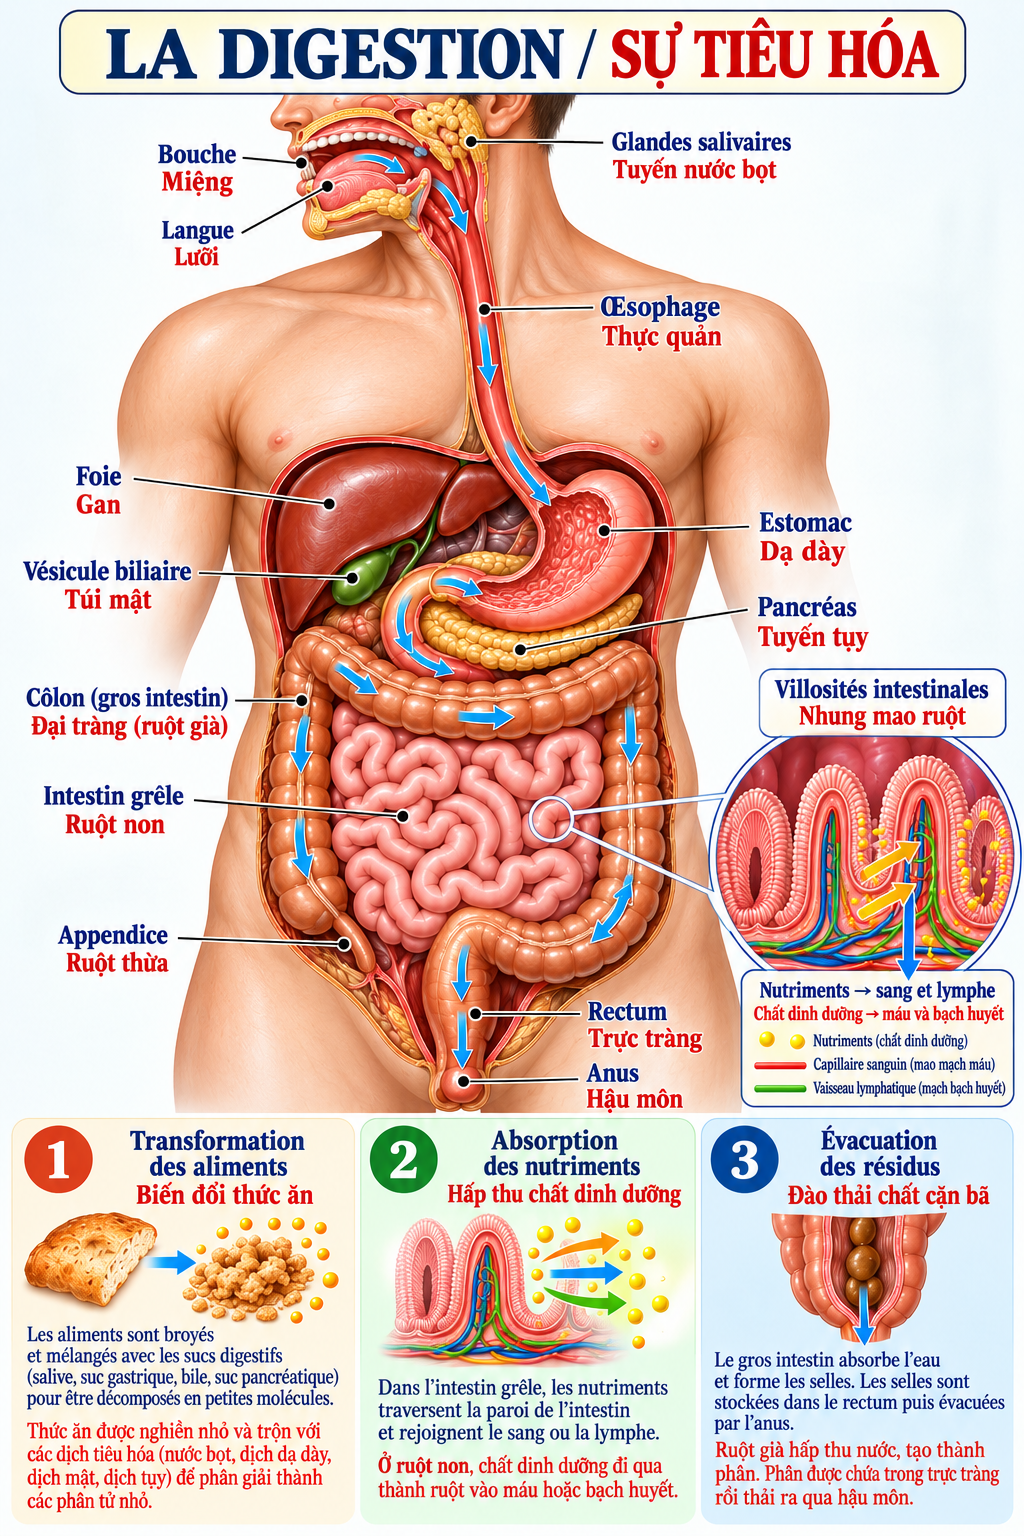 LA DIGESTION / SỰ TIÊU HÓA
Bouche
Miệng
Langue
Lưỡi
Glandes salivaires
Tuyến nước bọt
Œsophage
Thực quản
Foie
Gan
Estomac
Dạ dày
Vésicule biliaire
Túi mật
Pancréas
Tuyến tụy
Côlon (gros intestin)
Đại tràng (ruột già)
Villosités intestinales
Nhung mao ruột
Intestin grêle
Ruột non
Appendice
Ruột thừa
Nutriments → sang et lymphe
Chất dinh dưỡng → máu và bạch huyết
Nutriments (chất dinh dưỡng)
Capillaire sanguin (mao mạch máu)
Vaisseau lymphatique (mạch bạch huyết)
Rectum
Trực tràng
Anus
Hậu môn
1
Transformation
des aliments
Biến đổi thức ăn
Les aliments sont broyés
et mélangés avec les sucs digestifs
(salive, suc gastrique, bile, suc pancréatique)
pour être décomposés en petites molécules.
Thức ăn được nghiền nhỏ và trộn với
các dịch tiêu hóa (nước bọt, dịch dạ dày,
dịch mật, dịch tụy) để phân giải thành
các phân tử nhỏ.
2
Absorption
des nutriments
Hấp thu chất dinh dưỡng
Dans l'intestin grêle, les nutriments
traversent la paroi de l'intestin
et rejoignent le sang ou la lymphe.
Ở ruột non, chất dinh dưỡng đi qua
thành ruột vào máu hoặc bạch huyết.
3
Évacuation
des résidus
Đào thải chất cặn bã
Le gros intestin absorbe l'eau
et forme les selles. Les selles sont
stockées dans le rectum puis évacuées
par l'anus.
Ruột già hấp thu nước, tạo thành
phân. Phân được chứa trong trực tràng
rồi thải ra qua hậu môn.